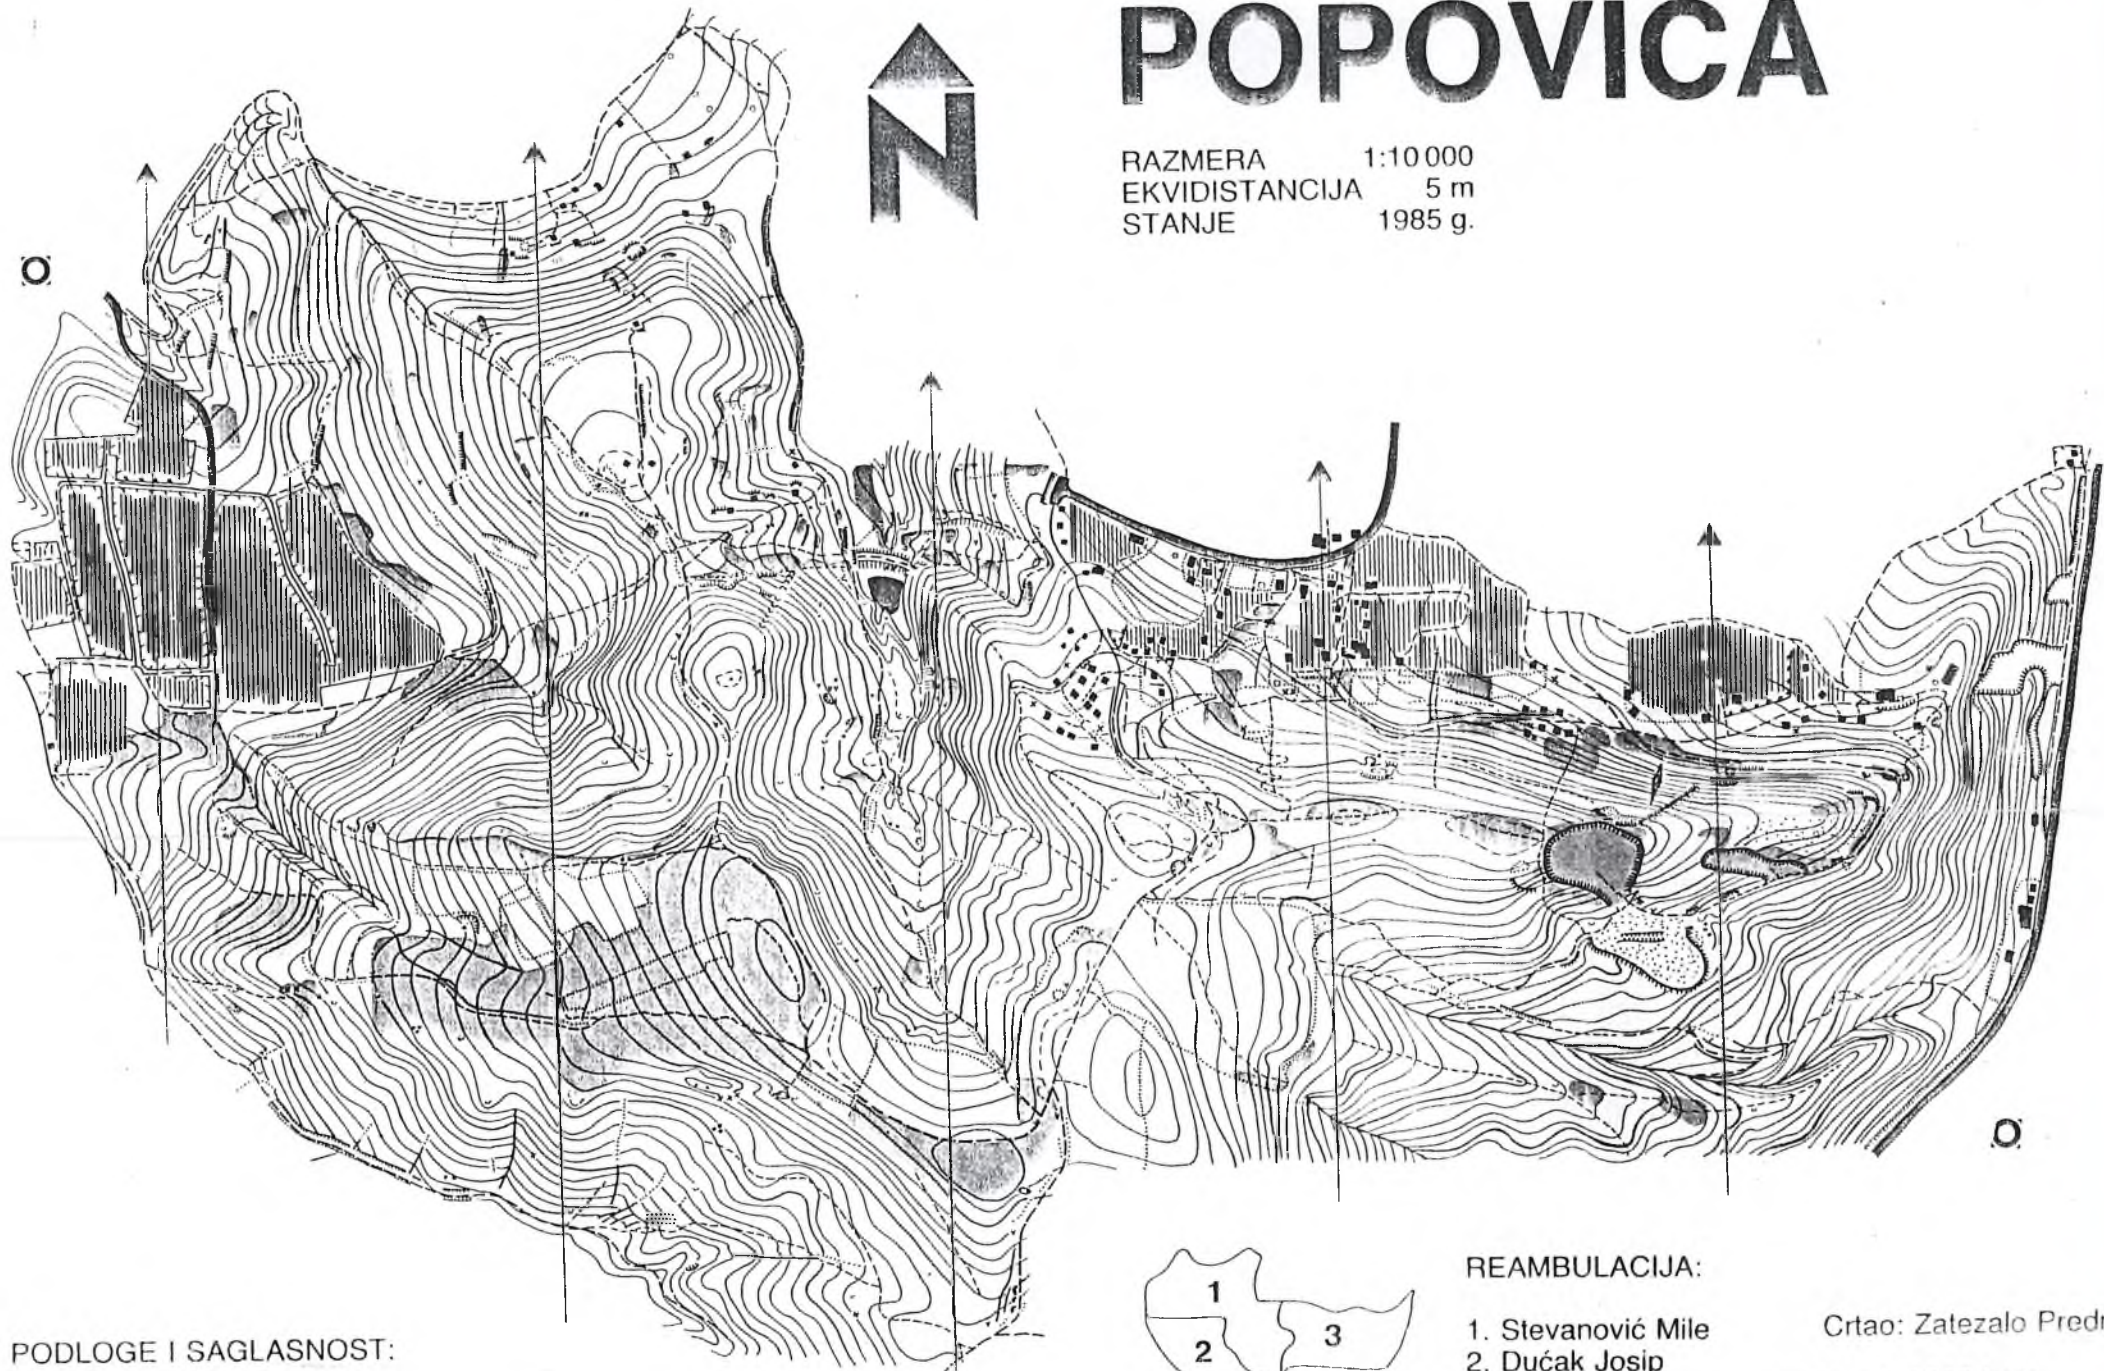 N
POPOVICA
RAZMERA 1:10 000
EKVIDISTANCIJA 5 m
STANJE 1985 g.
1
2
3
REAMBULACIJA:
1. Stevanović Mile
2. Dućak Josip
Crtao: Zatezalo Predr
PODLOGE I SAGLASNOST: